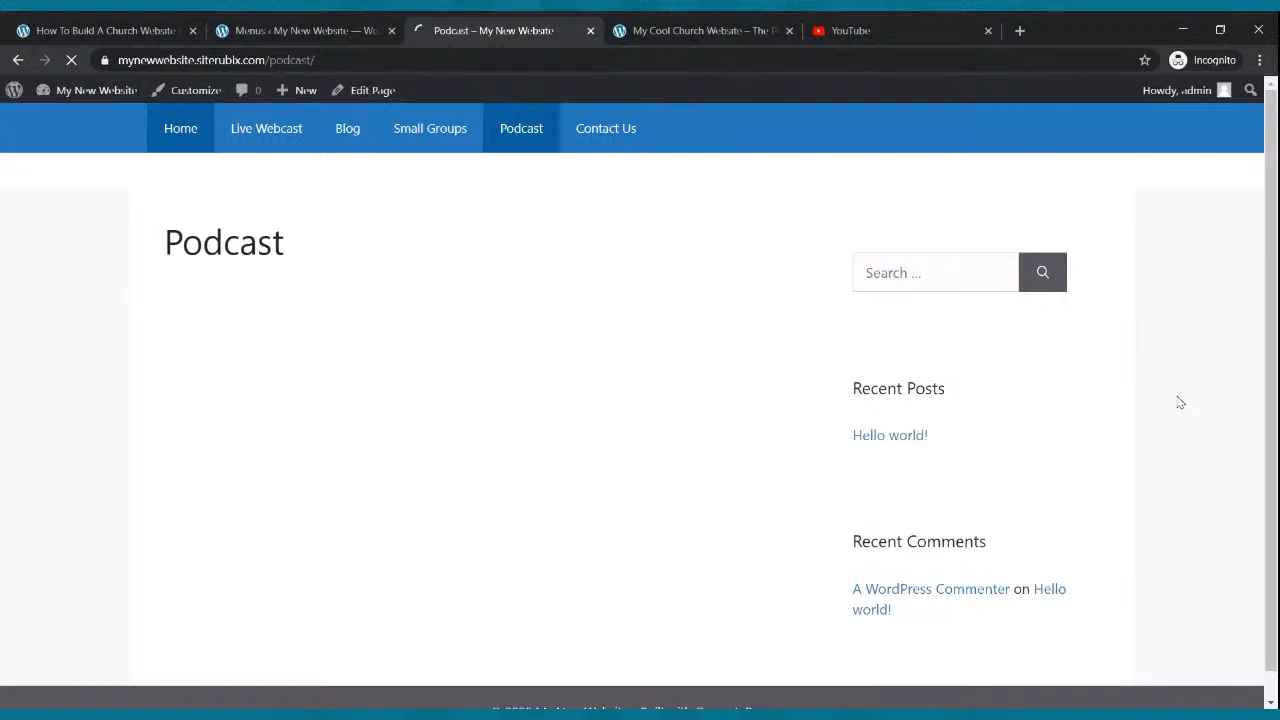 How To Build A Church Website
Menus ‹ My New Website — Wo
Podcast – My New Website
My Cool Church Website – The P
YouTube
mynewwebsite.siterubix.com/podcast/
Incognito
My New Website
Customize
0
New
Edit Page
Howdy, admin
Home
Live Webcast
Blog
Small Groups
Podcast
Contact Us
Podcast
Search ...
Recent Posts
Hello world!
Recent Comments
A WordPress Commenter on Hello
world!